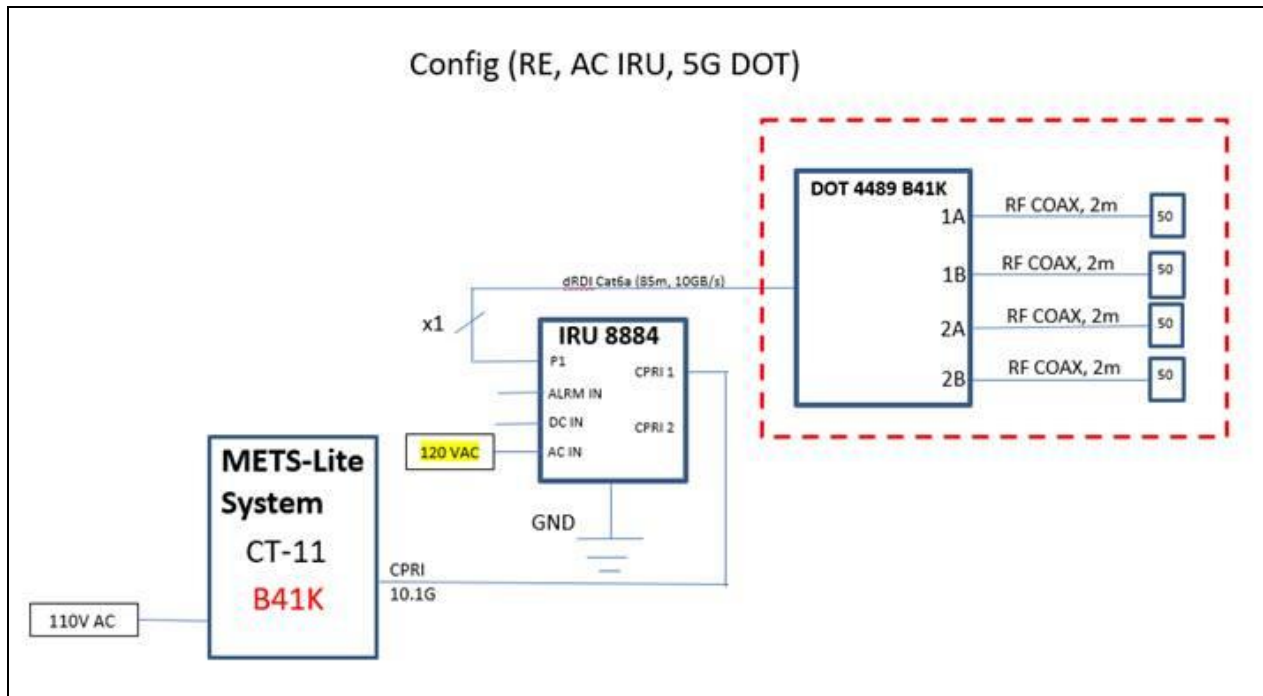 Config (RE, AC IRU, 5G DOT)
DOT 4489 B41K
1A
RF COAX, 2m
50
1B
RF COAX, 2m
50
2A
RF COAX, 2m
50
2B
RF COAX, 2m
50
dRDI Cat6a (85m, 10GB/s)
x1
IRU 8884
P1
CPRI 1
ALRM IN
DC IN
CPRI 2
120 VAC
AC IN
GND
METS-Lite
System
CT-11
B41K
CPRI
10.1G
110V AC